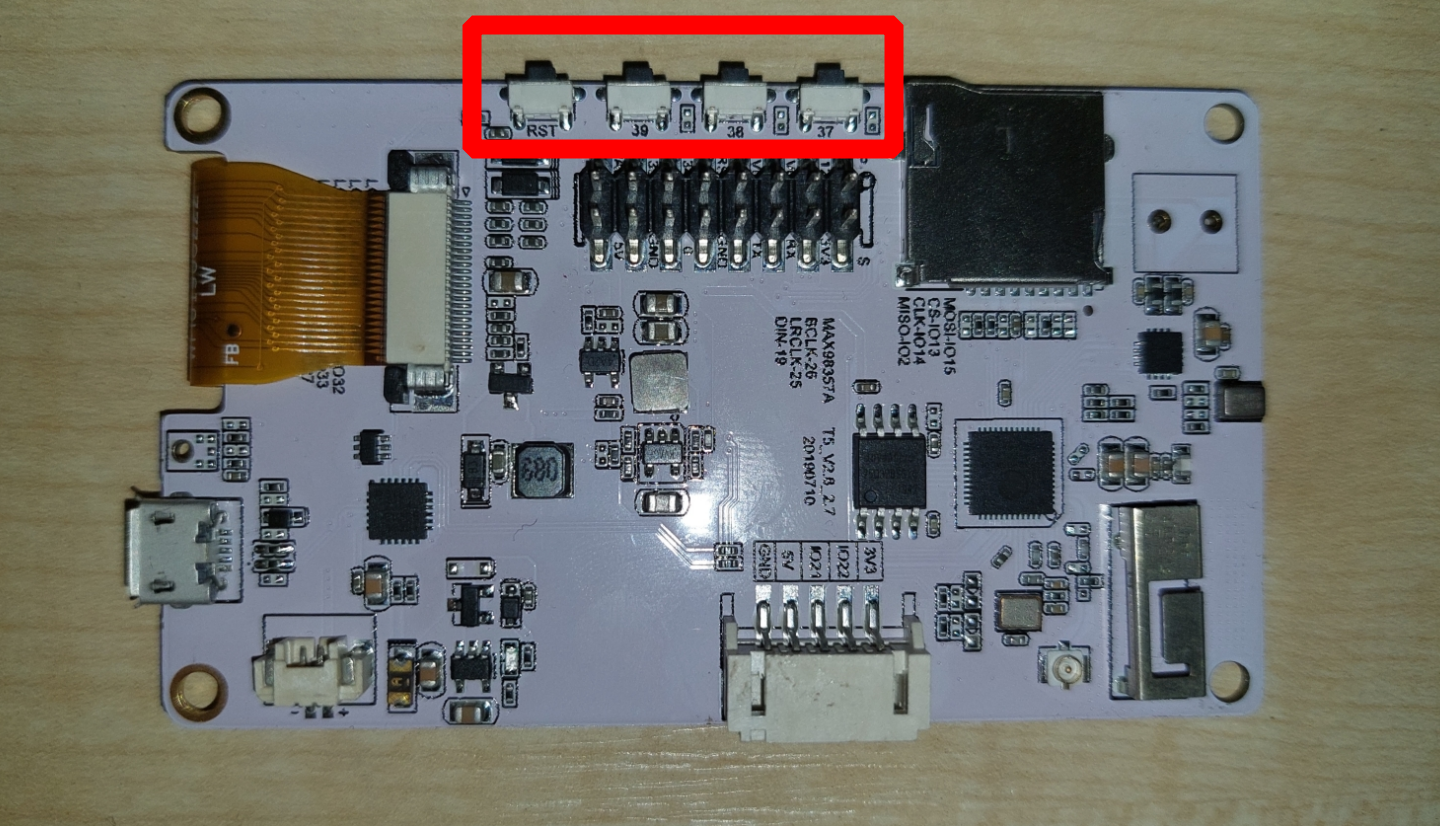 RST 39 38 37
5V GND G GND TX RX 3V3 S
LW
FB
IO32
33
MOSI-IO15
CS-IO13
CLK-IO14
MISO-IO2
MAX98357A
BCLK-26
LRCLK-25
DIN-19
T5_V2.8_2.7
20190710
GND 5V IO21 IO22 3V3
+